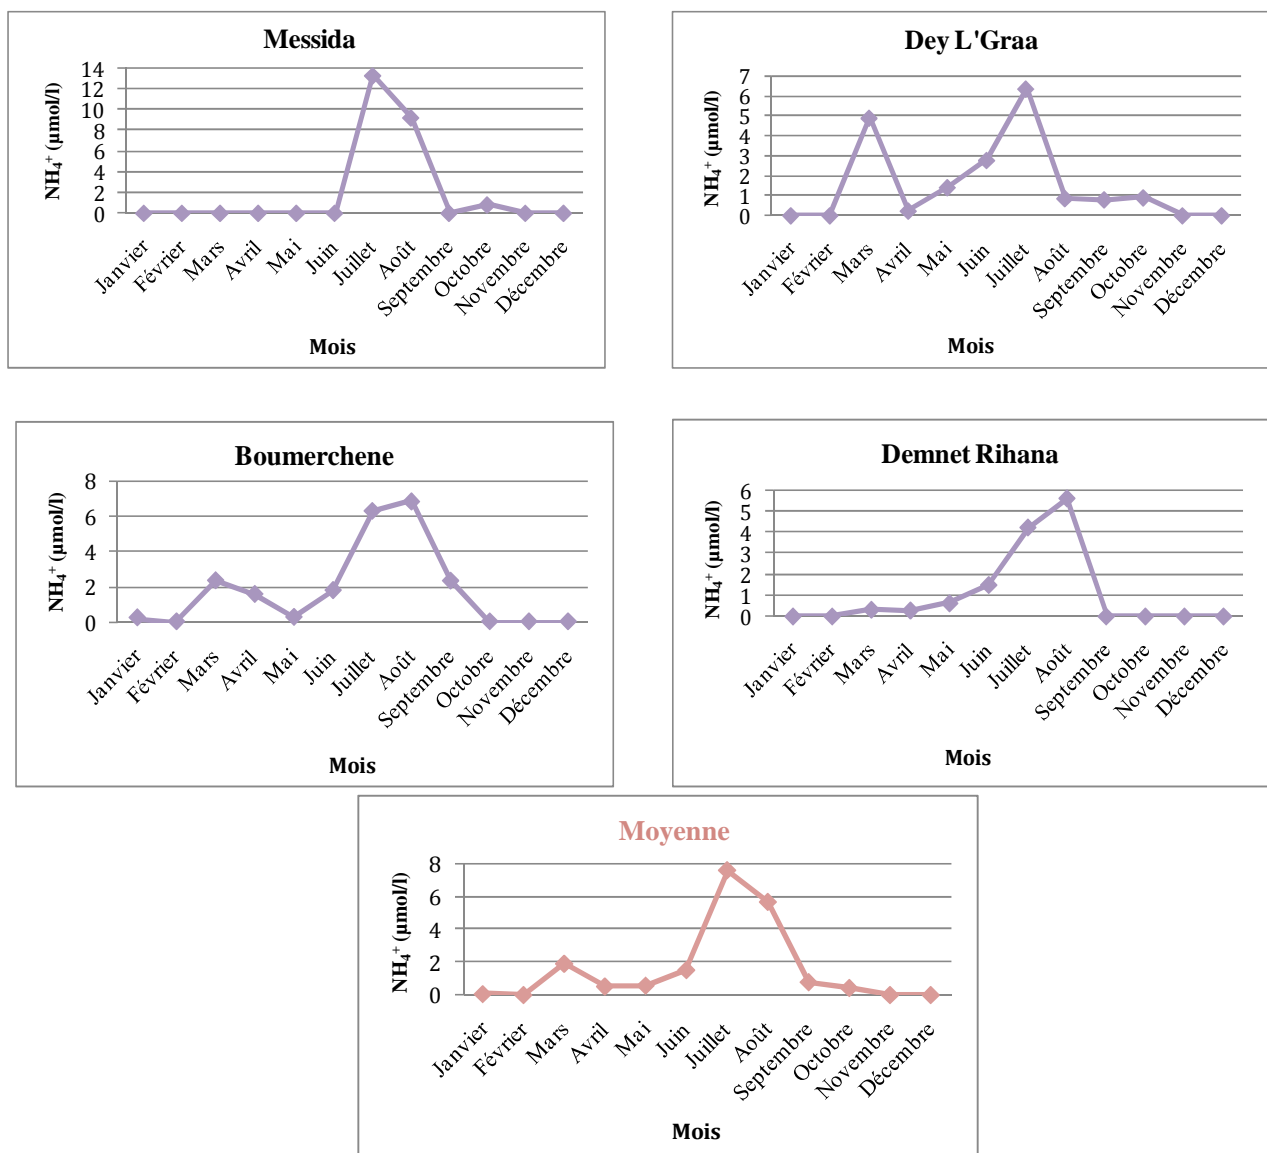 Messida
NH₄⁺ (µmol/l)
14
12
10
8
6
4
2
0
Janvier
Février
Mars
Avril
Mai
Juin
Juillet
Août
Septembre
Octobre
Novembre
Décembre
Mois
Dey L'Graa
NH₄⁺ (µmol/l)
7
6
5
4
3
2
1
0
Janvier
Février
Mars
Avril
Mai
Juin
Juillet
Août
Septembre
Octobre
Novembre
Décembre
Mois
Boumerchene
NH₄⁺ (µmol/l)
8
6
4
2
0
Janvier
Février
Mars
Avril
Mai
Juin
Juillet
Août
Septembre
Octobre
Novembre
Décembre
Mois
Demnet Rihana
NH₄⁺ (µmol/l)
6
5
4
3
2
1
0
Janvier
Février
Mars
Avril
Mai
Juin
Juillet
Août
Septembre
Octobre
Novembre
Décembre
Mois
Moyenne
NH₄⁺ (µmol/l)
8
6
4
2
0
Janvier
Février
Mars
Avril
Mai
Juin
Juillet
Août
Septembre
Octobre
Novembre
Décembre
Mois